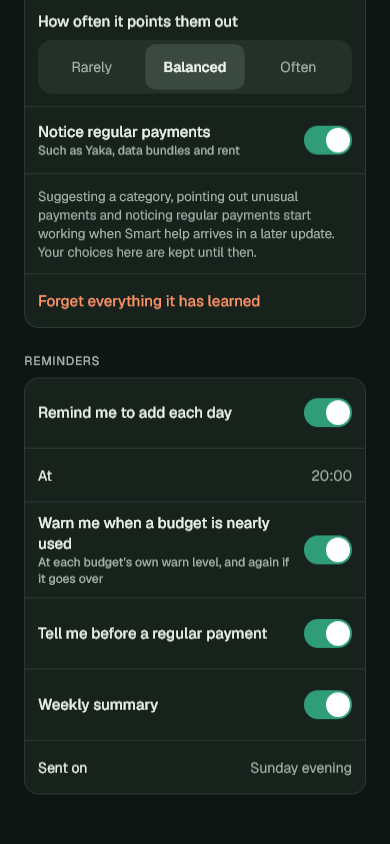 How often it points them out
Rarely
Balanced
Often
Notice regular payments
Such as Yaka, data bundles and rent
Suggesting a category, pointing out unusual
payments and noticing regular payments start
working when Smart help arrives in a later update.
Your choices here are kept until then.
Forget everything it has learned
REMINDERS
Remind me to add each day
At
20:00
Warn me when a budget is nearly
used
At each budget's own warn level, and again if
it goes over
Tell me before a regular payment
Weekly summary
Sent on
Sunday evening